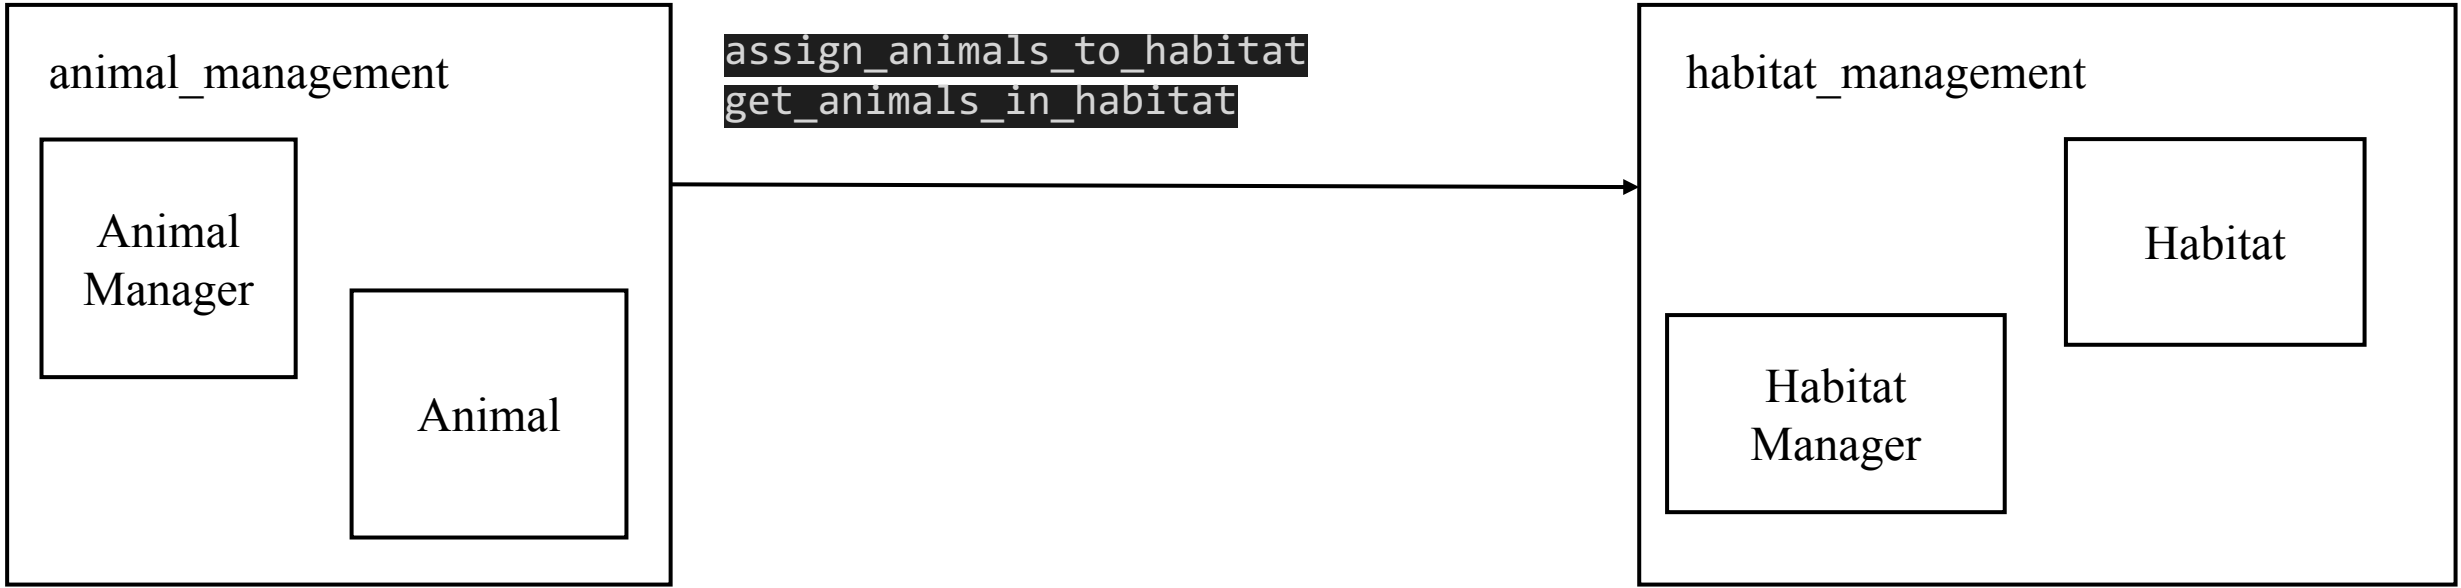 animal_management
Animal
Manager
Animal
assign_animals_to_habitat
get_animals_in_habitat
habitat_management
Habitat
Habitat
Manager